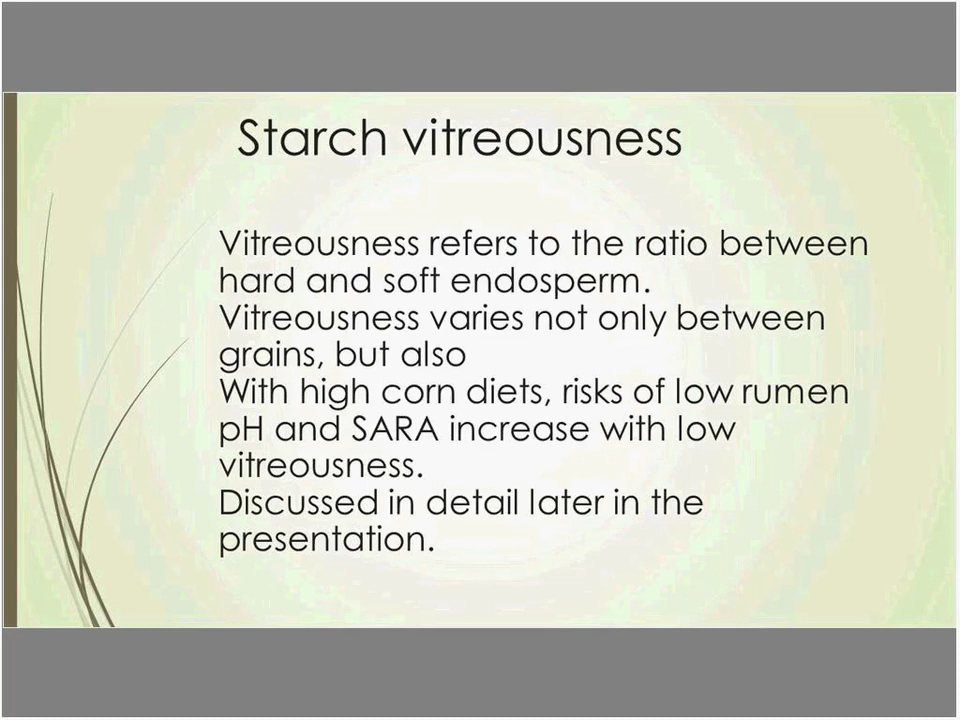 Starch vitreousness
Vitreousness refers to the ratio between
hard and soft endosperm.
Vitreousness varies not only between
grains, but also
With high corn diets, risks of low rumen
pH and SARA increase with low
vitreousness.
Discussed in detail later in the
presentation.